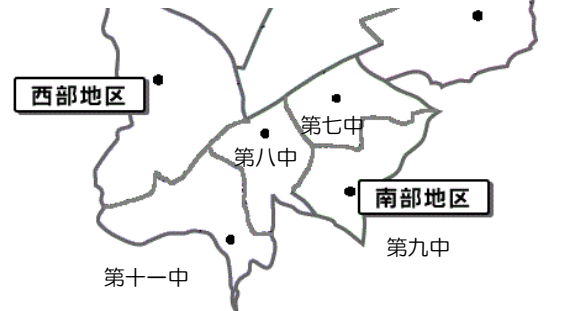 西部地区
第七中
第八中
南部地区
第九中
第十一中